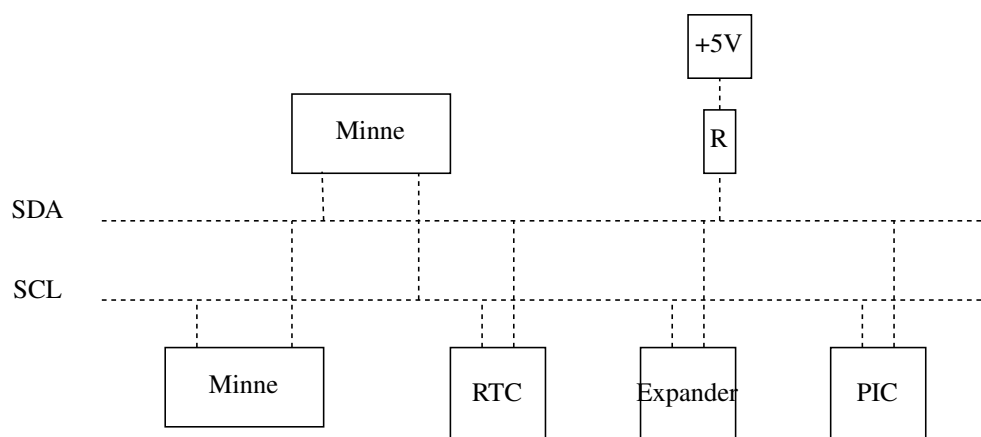 +5V
Minne
R
SDA
SCL
Minne
RTC
Expander
PIC